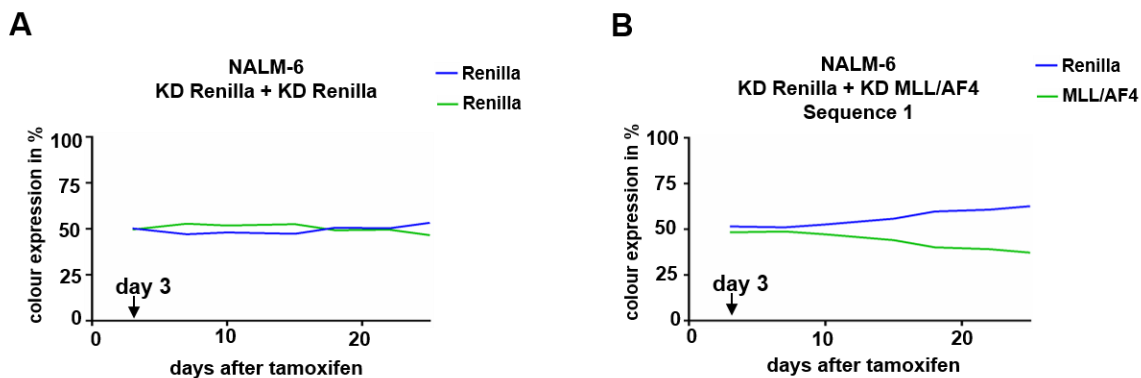 A
NALM-6
KD Renilla + KD Renilla
Renilla
Renilla
colour expression in %
100
75
50
25
0
day 3
0
10
20
days after tamoxifen
B
NALM-6
KD Renilla + KD MLL/AF4
Sequence 1
Renilla
MLL/AF4
colour expression in %
100
75
50
25
0
day 3
0
10
20
days after tamoxifen